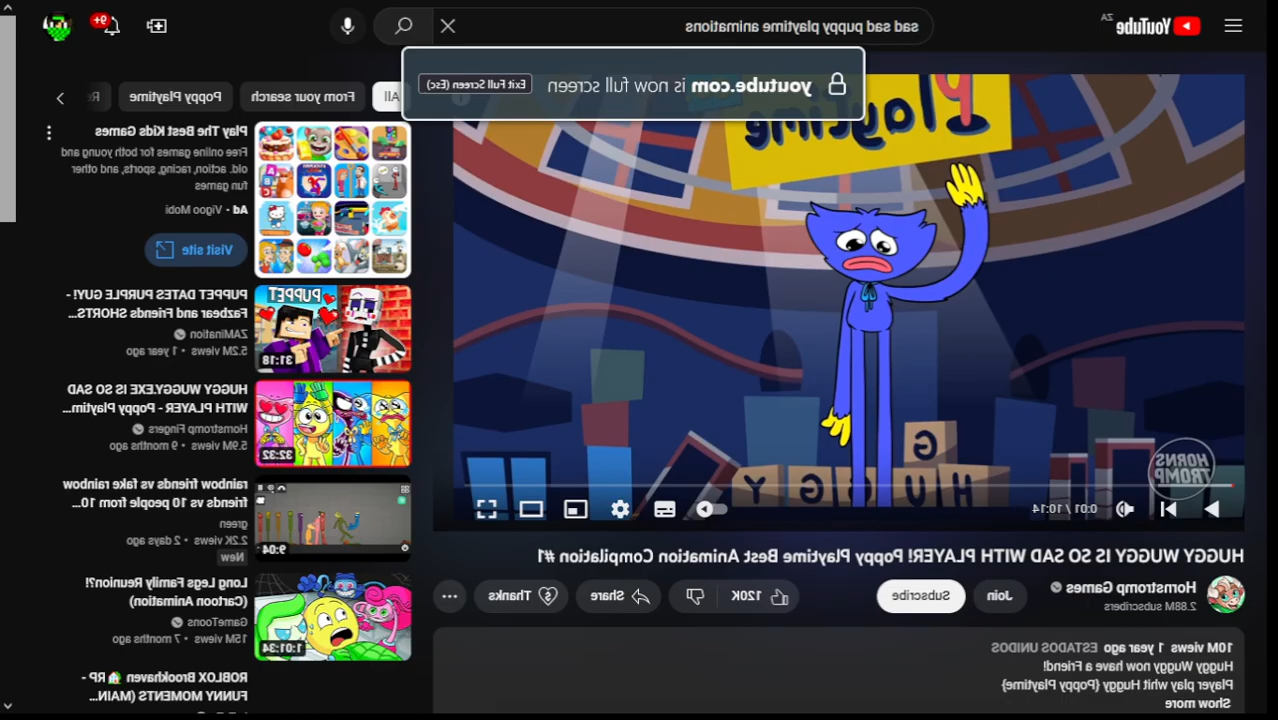 YouTube ZA
sad sad puppy playtime animations
9+
youtube.com is now full screen Exit Full Screen (Esc)
All
From your search
Poppy Playtime
Playtime
HUGGY
G
HORNS
TROMP
0:01 / 10:14
HUGGY WUGGY IS SO SAD WITH PLAYER! Poppy Playtime Best Animation Compilation #1
Hornstromp Games
2.88M subscribers
Join
Subscribe
120K
Share
Thanks
10M views 1 year ago ESTADOS UNIDOS
Huggy Wuggy now have a Friend!
Player play whit Huggy {Poppy Playtime}
Show more
Play The Best Kids Games
Free online games for both young and
old. action, racing, sports, and other
fun games
Ad • Vigoo Mobi
Visit site
PUPPET
31:18
PUPPET DATES PURPLE GUY! -
Fazbear and Friends SHORTS...
ZAMination
5.2M views • 1 year ago
32:32
HUGGY WUGGY.EXE IS SO SAD
WITH PLAYER - Poppy Playtim...
Hornstromp Fingers
5.9M views • 9 months ago
9:04
rainbow friends vs fake rainbow
friends vs 10 people from 10...
green
2.2K views • 2 days ago
New
1:01:34
Long Legs Family Reunion?!
(Cartoon Animation)
GameToons
15M views • 7 months ago
ROBLOX Brookhaven 🏠 RP -
FUNNY MOMENTS (MAIN...